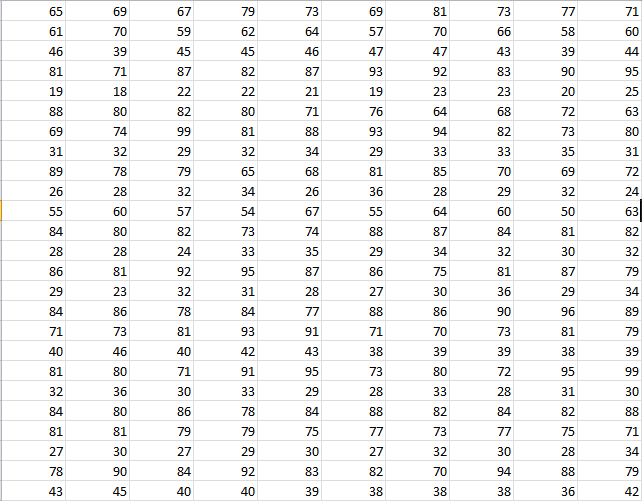 65 69 67 79 73 69 81 73 77 71
61 70 59 62 64 57 70 66 58 60
46 39 45 45 46 47 47 43 39 44
81 71 87 82 87 93 92 83 90 95
19 18 22 22 21 19 23 23 20 25
88 80 82 80 71 76 64 68 72 63
69 74 99 81 88 93 94 82 73 80
31 32 29 32 34 29 33 33 35 31
89 78 79 65 68 81 85 70 69 72
26 28 32 34 26 36 28 29 32 24
55 60 57 54 67 55 64 60 50 63
84 80 82 73 74 88 87 84 81 82
28 28 24 33 35 29 34 32 30 32
86 81 92 95 87 86 75 81 87 79
29 23 32 31 28 27 30 36 29 34
84 86 78 84 77 88 86 90 96 89
71 73 81 93 91 71 70 73 81 79
40 46 40 42 43 38 39 39 38 39
81 80 71 91 95 73 80 72 95 99
32 36 30 33 29 28 33 28 31 30
84 80 86 78 84 88 82 84 82 88
81 81 79 79 75 77 73 77 75 71
27 30 27 29 30 27 32 30 28 34
78 90 84 92 83 82 70 94 88 79
43 45 40 40 39 38 38 38 36 42